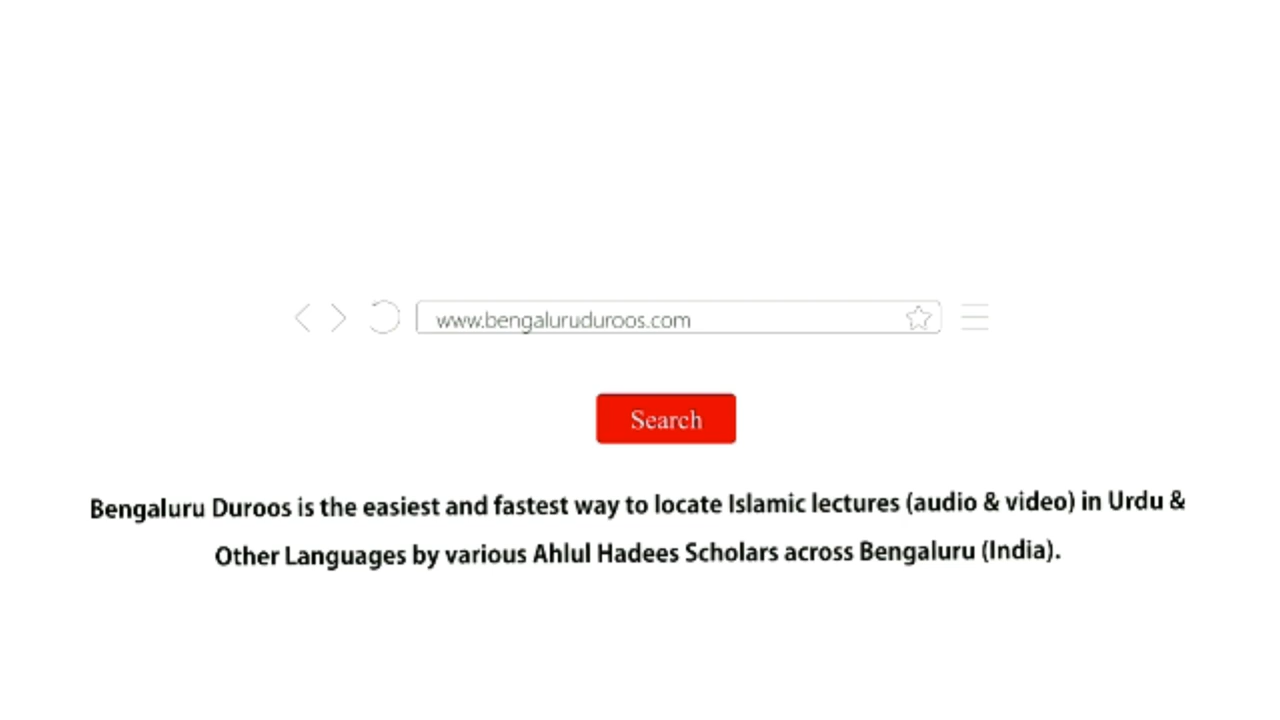 www.bengaluruduroos.com
Search
Bengaluru Duroos is the easiest and fastest way to locate Islamic lectures (audio & video) in Urdu &
Other Languages by various Ahlul Hadees Scholars across Bengaluru (India).